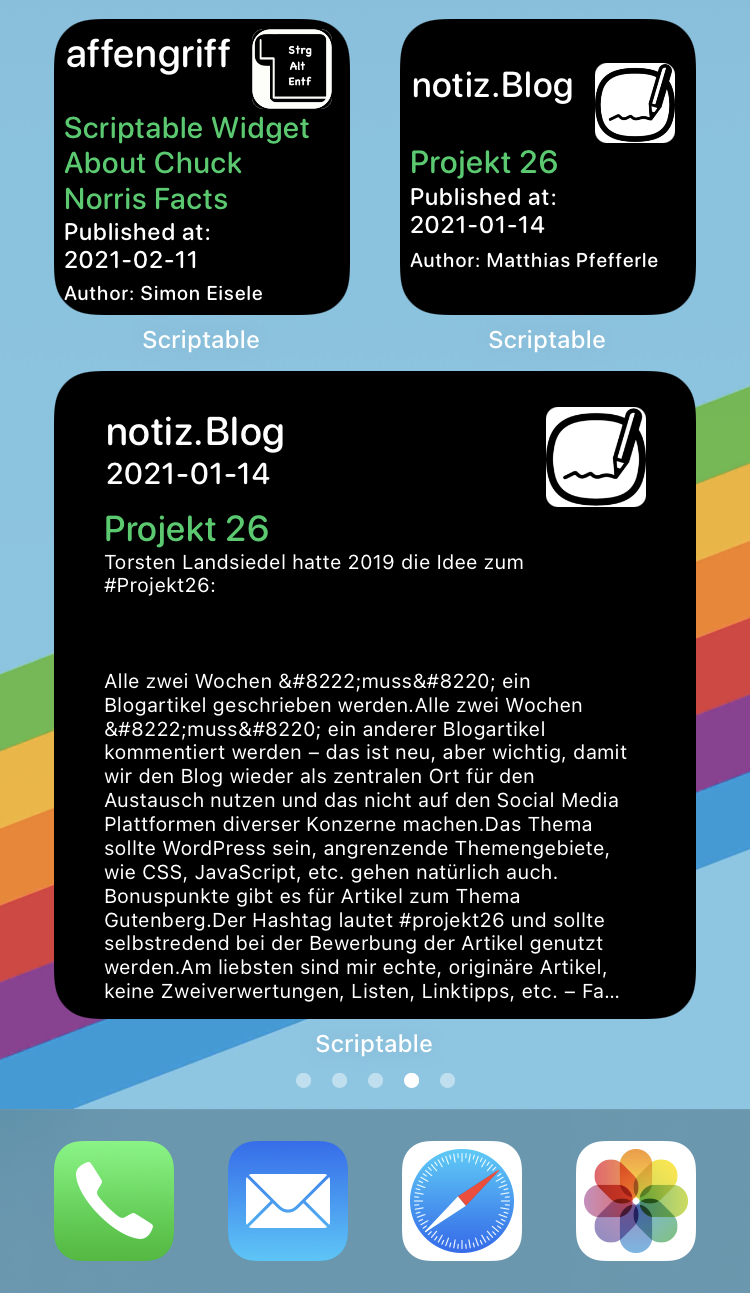 affengriff
Strg
Alt
Entf
Scriptable Widget
About Chuck
Norris Facts
Published at:
2021-02-11
Author: Simon Eisele
Scriptable
notiz.Blog
Projekt 26
Published at:
2021-01-14
Author: Matthias Pfefferle
Scriptable
notiz.Blog
2021-01-14
Projekt 26
Torsten Landsiedel hatte 2019 die Idee zum
#Projekt26:
Alle zwei Wochen &#8222;muss&#8220; ein
Blogartikel geschrieben werden.Alle zwei Wochen
&#8222;muss&#8220; ein anderer Blogartikel
kommentiert werden – das ist neu, aber wichtig, damit
wir den Blog wieder als zentralen Ort für den
Austausch nutzen und das nicht auf den Social Media
Plattformen diverser Konzerne machen.Das Thema
sollte WordPress sein, angrenzende Themengebiete,
wie CSS, JavaScript, etc. gehen natürlich auch.
Bonuspunkte gibt es für Artikel zum Thema
Gutenberg.Der Hashtag lautet #projekt26 und sollte
selbstredend bei der Bewerbung der Artikel genutzt
werden.Am liebsten sind mir echte, originäre Artikel,
keine Zweiverwertungen, Listen, Linktipps, etc. – Fa...
Scriptable